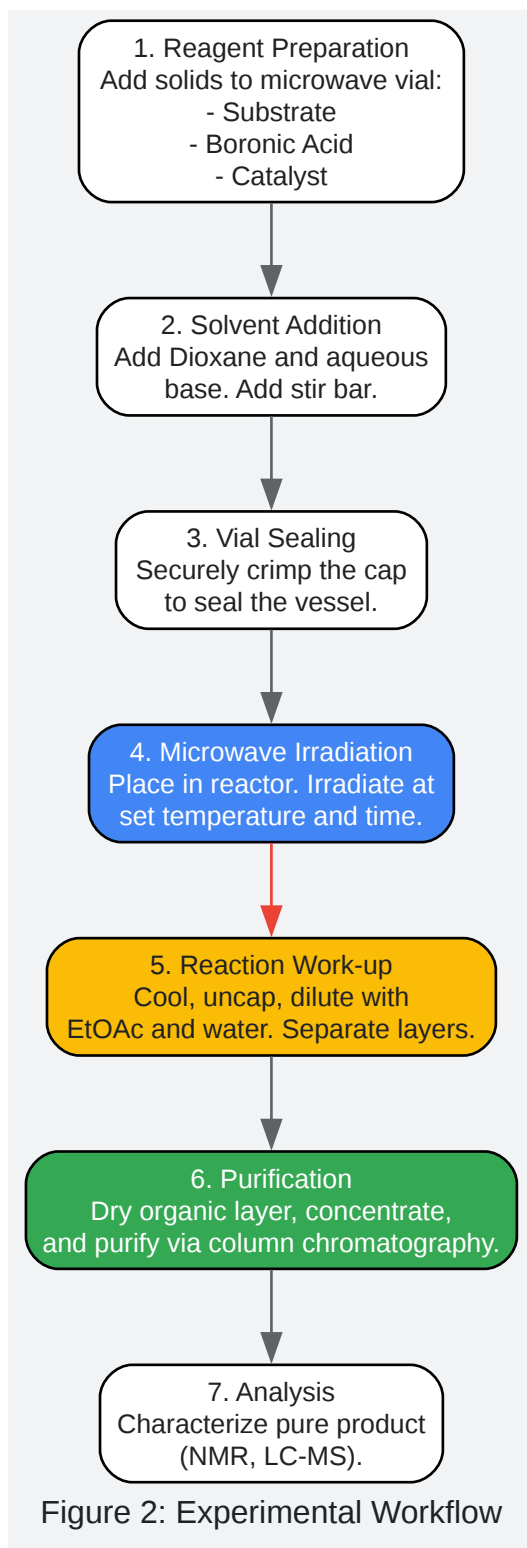 1. Reagent Preparation
Add solids to microwave vial:
- Substrate
- Boronic Acid
- Catalyst
2. Solvent Addition
Add Dioxane and aqueous
base. Add stir bar.
3. Vial Sealing
Securely crimp the cap
to seal the vessel.
4. Microwave Irradiation
Place in reactor. Irradiate at
set temperature and time.
5. Reaction Work-up
Cool, uncap, dilute with
EtOAc and water. Separate layers.
6. Purification
Dry organic layer, concentrate,
and purify via column chromatography.
7. Analysis
Characterize pure product
(NMR, LC-MS).
Figure 2: Experimental Workflow